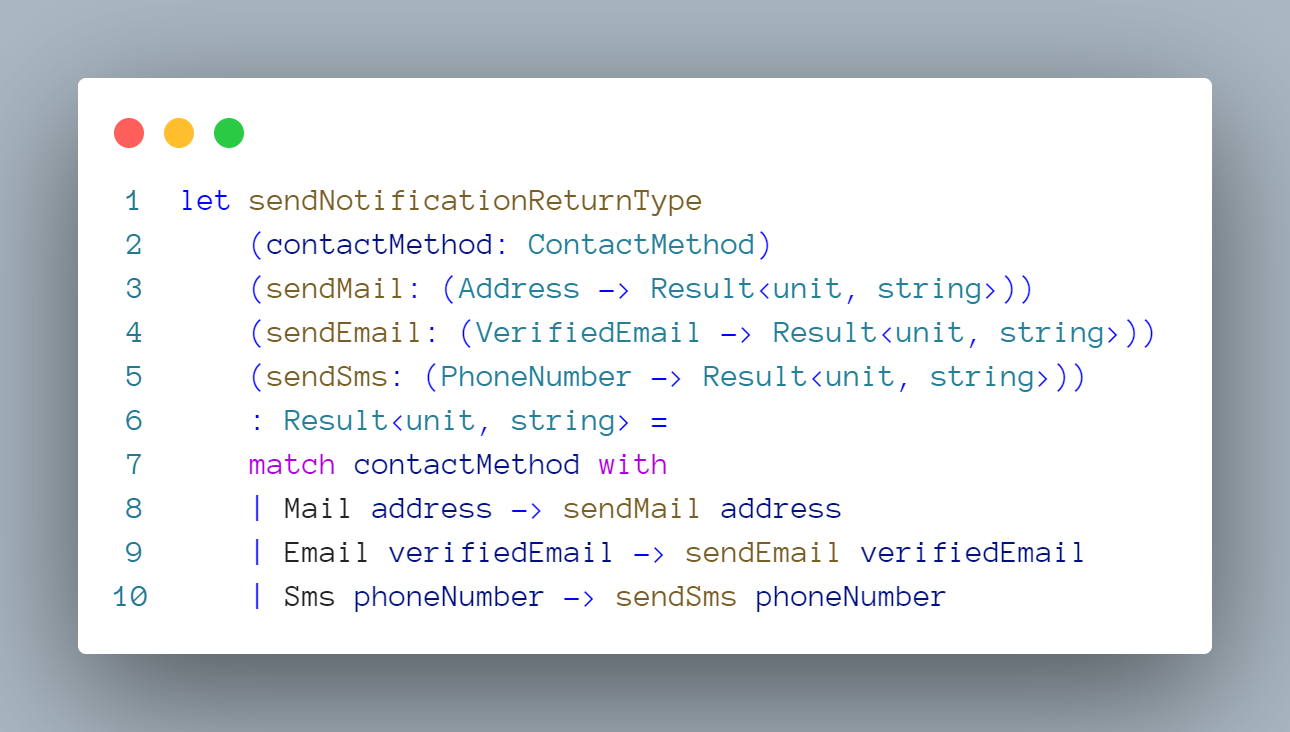 1 let sendNotificationReturnType
2     (contactMethod: ContactMethod)
3     (sendMail: (Address -> Result<unit, string>))
4     (sendEmail: (VerifiedEmail -> Result<unit, string>))
5     (sendSms: (PhoneNumber -> Result<unit, string>))
6     : Result<unit, string> =
7     match contactMethod with
8     | Mail address -> sendMail address
9     | Email verifiedEmail -> sendEmail verifiedEmail
10     | Sms phoneNumber -> sendSms phoneNumber